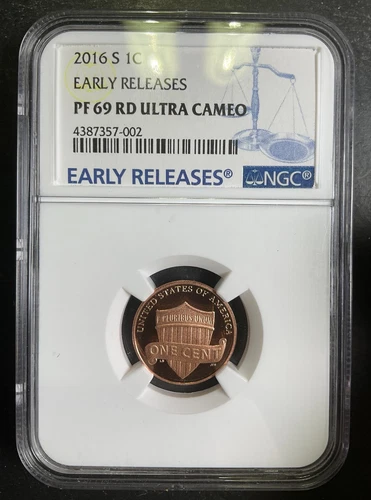 2016 S 1C
EARLY RELEASES
PF 69 RD ULTRA CAMEO
4387357-002
EARLY RELEASES®
NGC®
UNITED STATES OF AMERICA
E PLURIBUS UNUM
ONE CENT